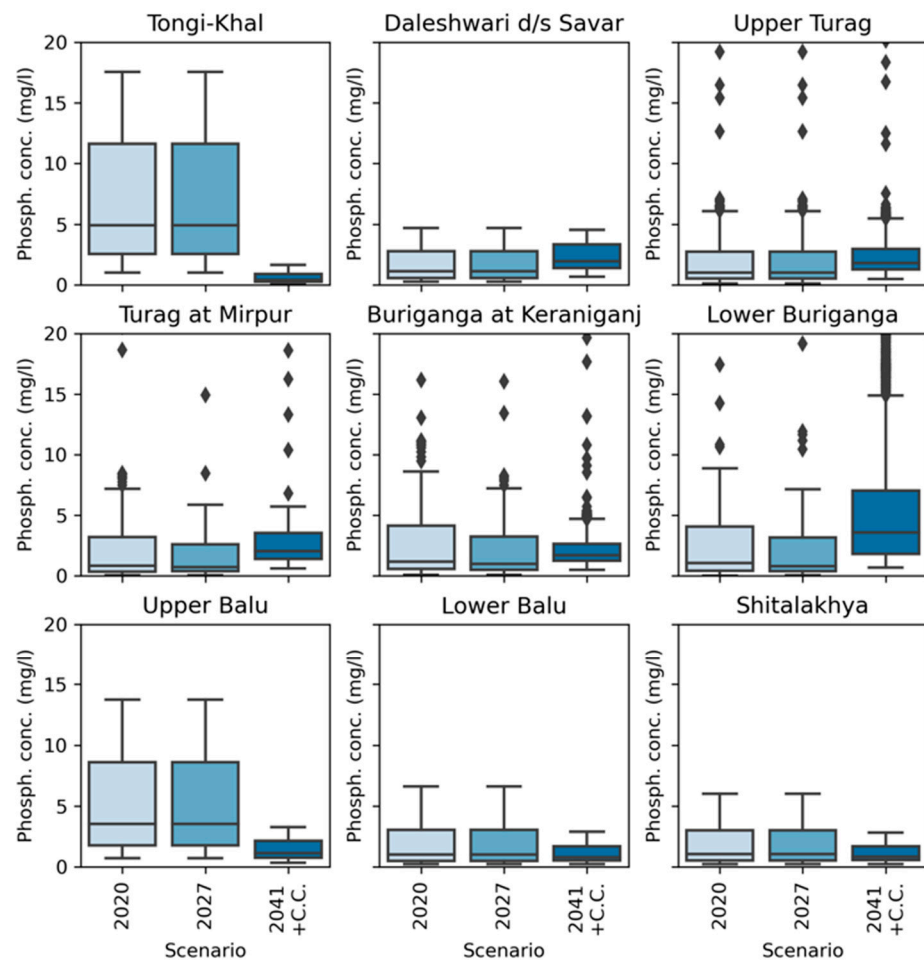 Tongi-Khal
Daleshwari d/s Savar
Upper Turag
Phosph. conc. (mg/l)
20
15
10
5
0
Phosph. conc. (mg/l)
Phosph. conc. (mg/l)
Turag at Mirpur
Buriganga at Keraniganj
Lower Buriganga
Phosph. conc. (mg/l)
20
15
10
5
0
Phosph. conc. (mg/l)
Phosph. conc. (mg/l)
Upper Balu
Lower Balu
Shitalakhya
Phosph. conc. (mg/l)
20
15
10
5
0
Phosph. conc. (mg/l)
Phosph. conc. (mg/l)
2020
2027
2041
+C.C.
Scenario
2020
2027
2041
+C.C.
Scenario
2020
2027
2041
+C.C.
Scenario